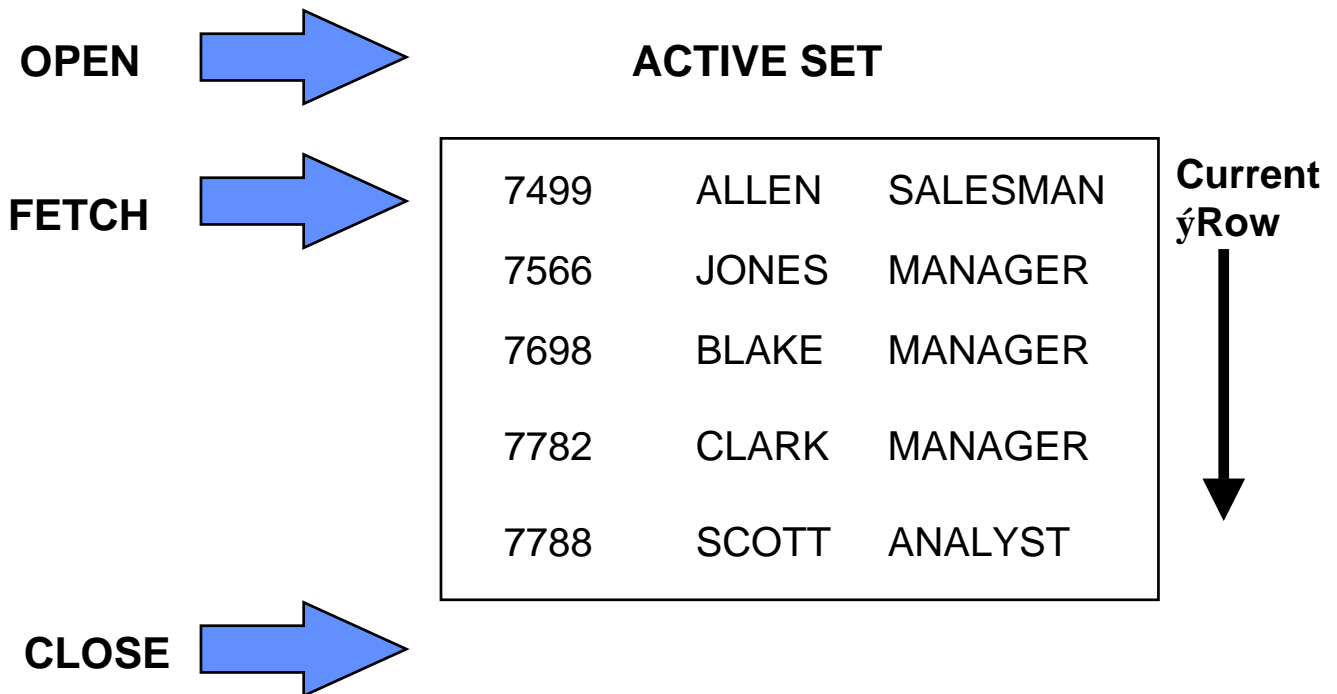 OPEN
ACTIVE SET
FETCH
7499 ALLEN SALESMAN
7566 JONES MANAGER
7698 BLAKE MANAGER
7782 CLARK MANAGER
7788 SCOTT ANALYST
Current
ýRow
CLOSE